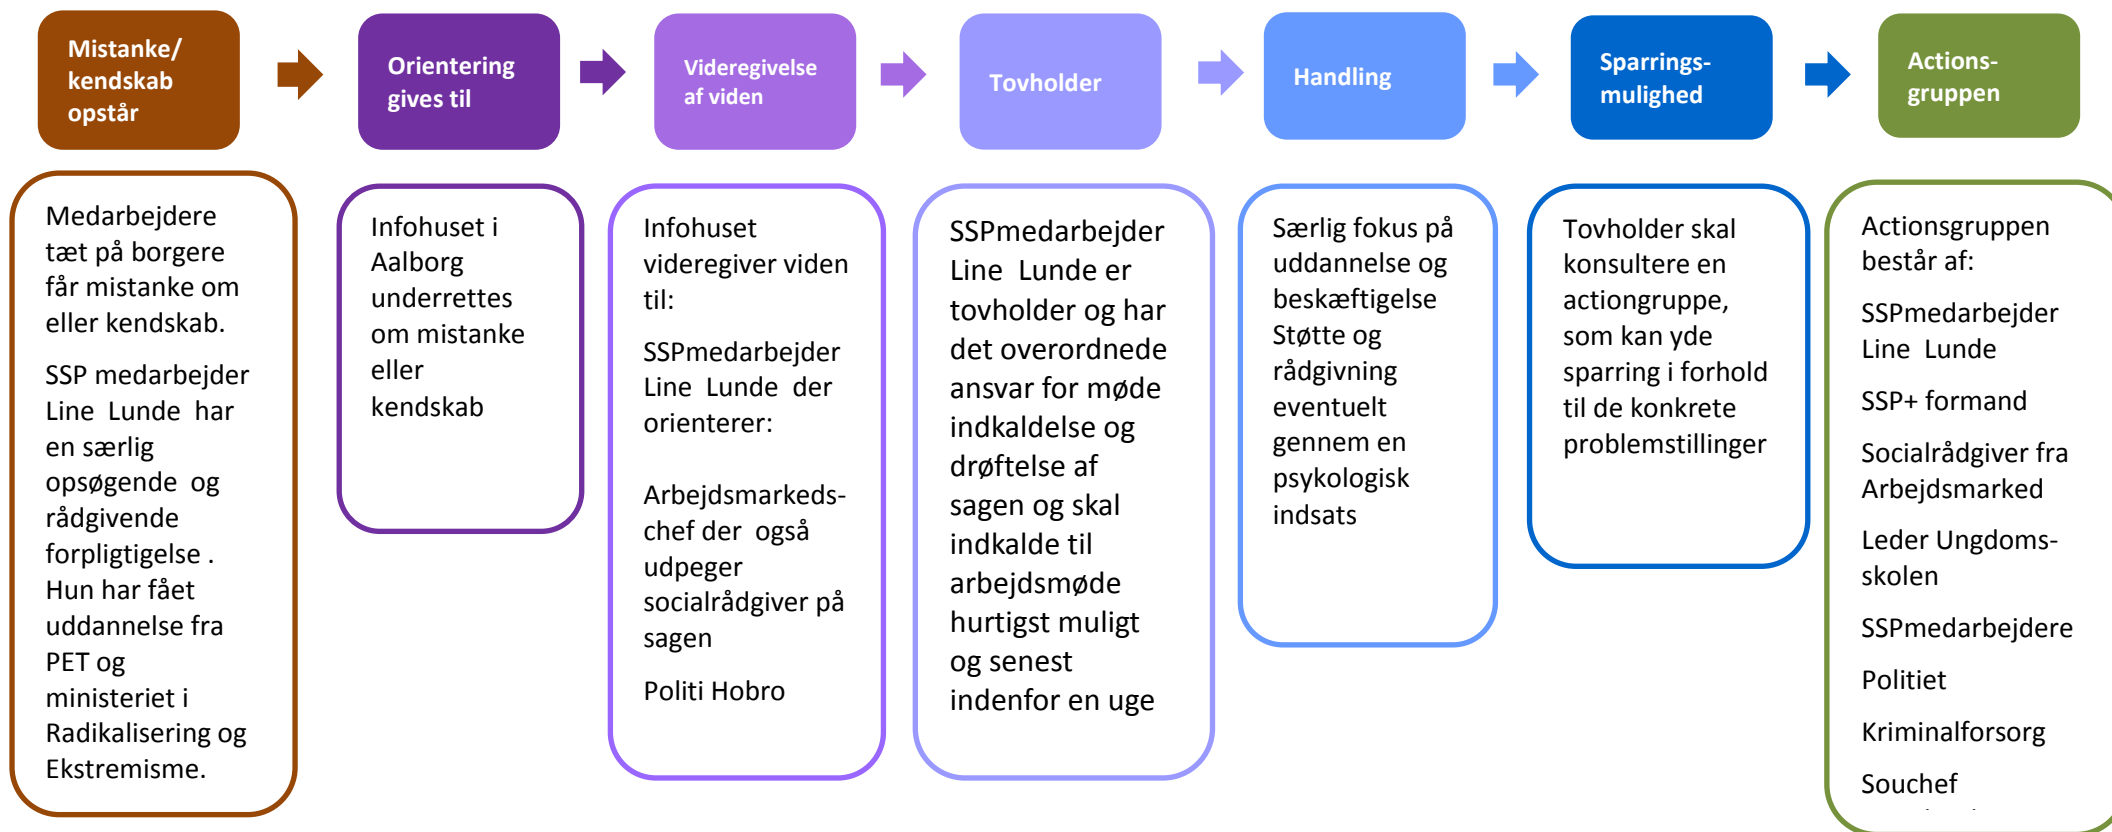 Mistanke/
kendskab
opstår
Orientering
gives til
Videregivelse
af viden
Tovholder
Handling
Sparrings-
mulighed
Actions-
gruppen
Medarbejdere
tæt på borgere
får mistanke om
eller kendskab.
SSP medarbejder
Line Lunde har
en særlig
opsøgende og
rådgivende
forpligtigelse .
Hun har fået
uddannelse fra
PET og
ministeriet i
Radikalisering og
Ekstremisme.
Infohuset i
Aalborg
underrettes
om mistanke
eller
kendskab
Infohuset
videregiver viden
til:
SSPmedarbejder
Line Lunde der
orienterer:
Arbejdsmarkeds-
chef der også
udpeger
socialrådgiver på
sagen
Politi Hobro
SSPmedarbejder
Line Lunde er
tovholder og har
det overordnede
ansvar for møde
indkaldelse og
drøftelse af
sagen og skal
indkalde til
arbejdsmøde
hurtigst muligt
og senest
indenfor en uge
Særlig fokus på
uddannelse og
beskæftigelse
Støtte og
rådgivning
eventuelt
gennem en
psykologisk
indsats
Tovholder skal
konsultere en
actiongruppe,
som kan yde
sparring i forhold
til de konkrete
problemstillinger
Actionsgruppen
består af:
SSPmedarbejder
Line Lunde
SSP+ formand
Socialrådgiver fra
Arbejdsmarked
Leder Ungdoms-
skolen
SSPmedarbejdere
Politiet
Kriminalforsorg
Souchef